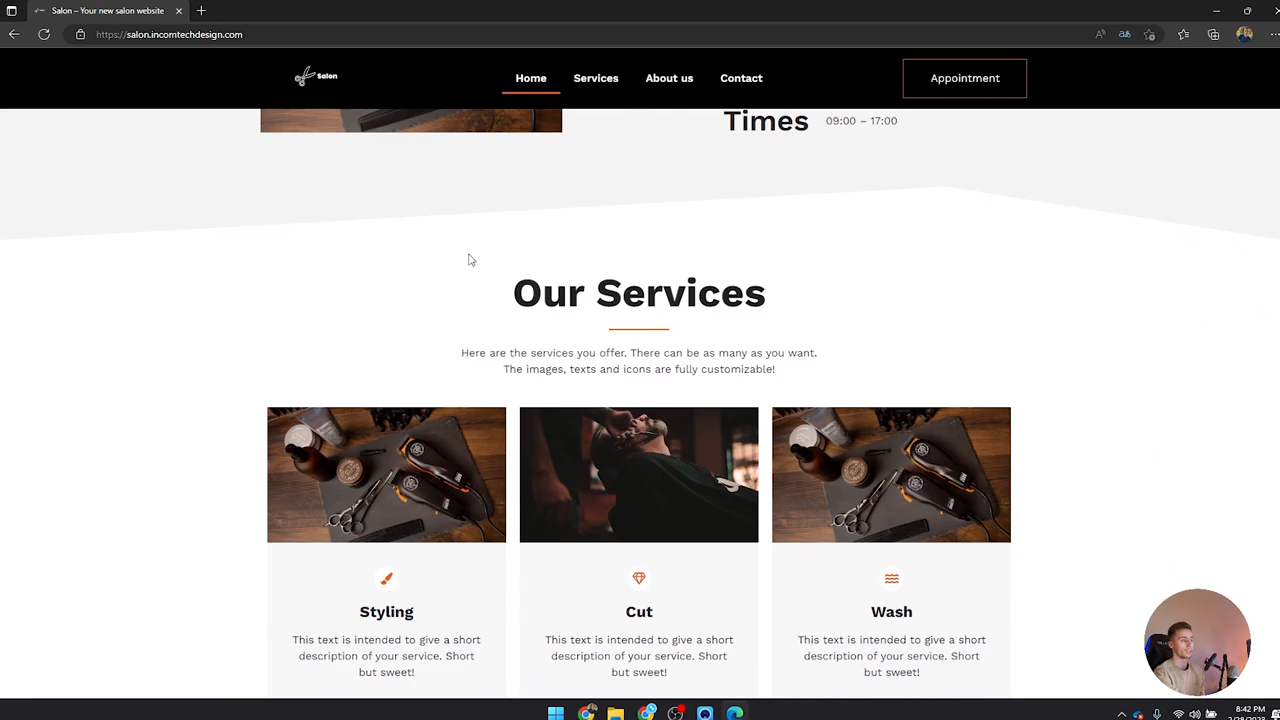 Salon – Your new salon website
https://salon.incomtechdesign.com
Salon
Home
Services
About us
Contact
Appointment
Times
09:00 – 17:00
Our Services
Here are the services you offer. There can be as many as you want.
The images, texts and icons are fully customizable!
Styling
This text is intended to give a short
description of your service. Short
but sweet!
Cut
This text is intended to give a short
description of your service. Short
but sweet!
Wash
This text is intended to give a short
description of your service. Short
but sweet!
8:42 PM